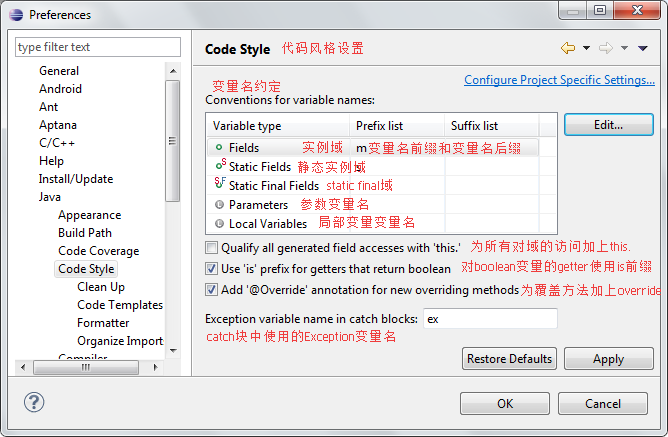 Preferences
type filter text
General
Android
Ant
Aptana
C/C++
Help
Install/Update
Java
Appearance
Build Path
Code Coverage
Code Style
Clean Up
Code Templates
Formatter
Organize Import
Code Style 代码风格设置
Configure Project Specific Settings...
变量名约定
Conventions for variable names:
Variable type Prefix list Suffix list
Edit...
Fields 实例域 m变量名前缀和变量名后缀
S Static Fields 静态实例域
SF Static Final Fields static final域
L Parameters 参数变量名
L Local Variables 局部变量变量名
Qualify all generated field accesses with 'this.' 为所有对域的访问加上this.
Use 'is' prefix for getters that return boolean 对boolean变量的getter使用is前缀
Add '@Override' annotation for new overriding methods 为覆盖方法加上override
Exception variable name in catch blocks: ex
catch块中使用的Exception变量名
Restore Defaults Apply
? OK Cancel